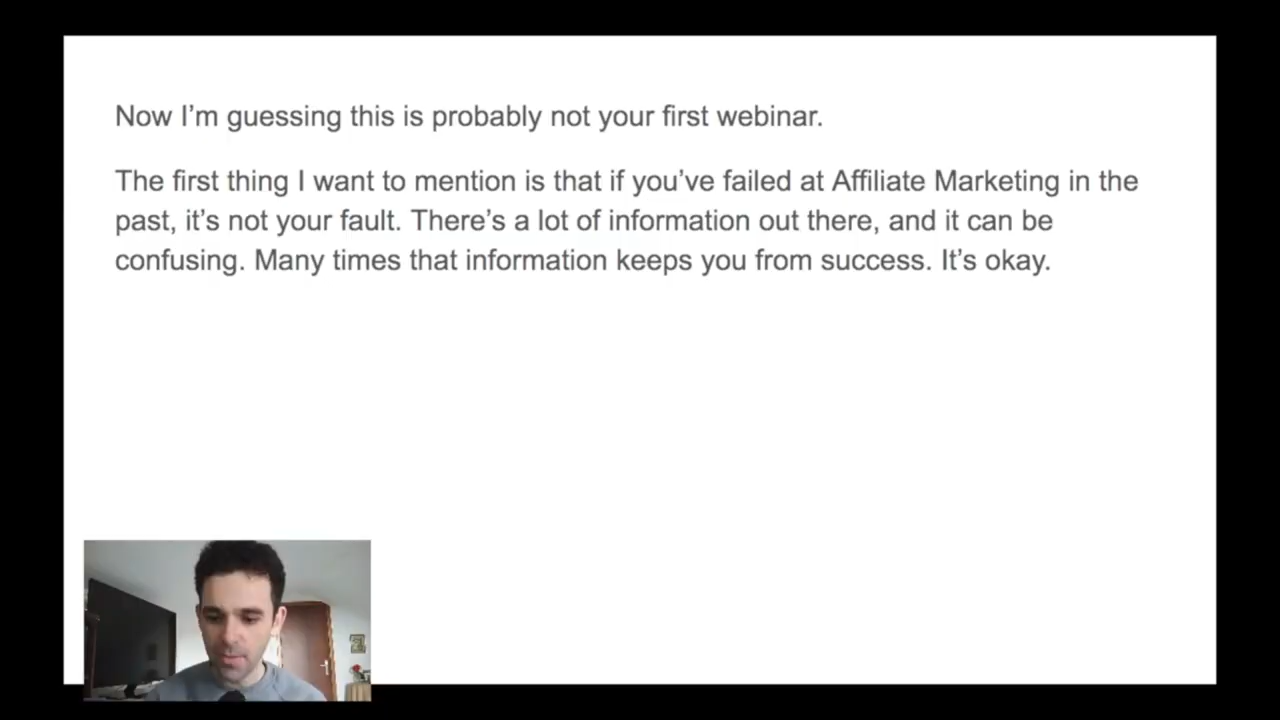 Now I'm guessing this is probably not your first webinar.
The first thing I want to mention is that if you've failed at Affiliate Marketing in the
past, it's not your fault. There's a lot of information out there, and it can be
confusing. Many times that information keeps you from success. It's okay.